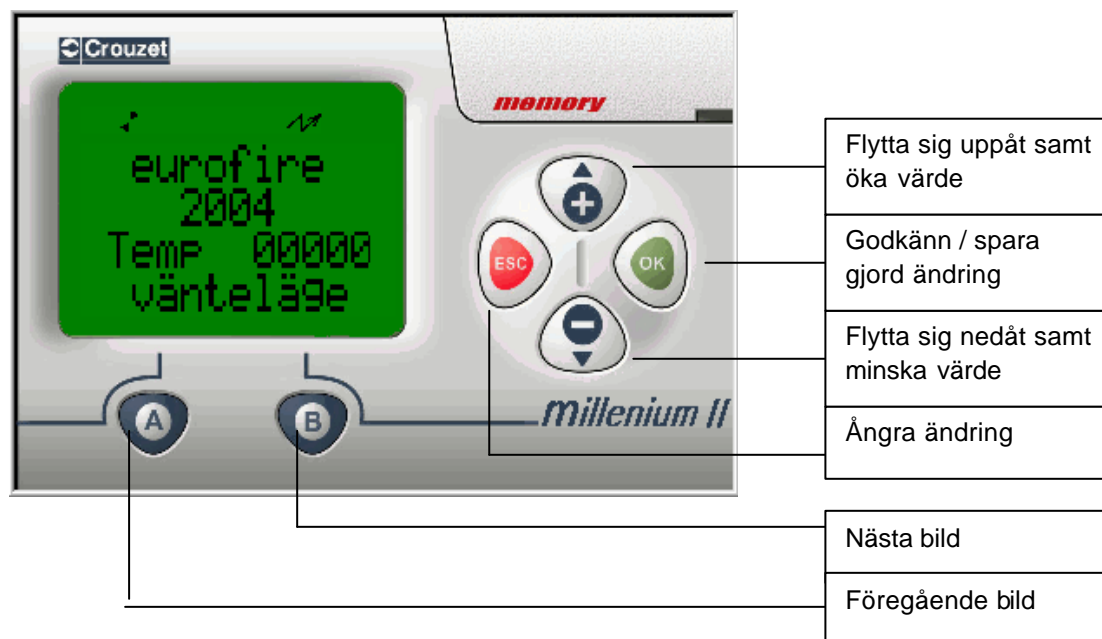 Crouzet
memory
eurofire
2004
Temp 00000
vänteläge
ESC
OK
A
B
millenium II
Flytta sig uppåt samt
öka värde
Godkänn / spara
gjord ändring
Flytta sig nedåt samt
minska värde
Ångra ändring
Nästa bild
Föregående bild